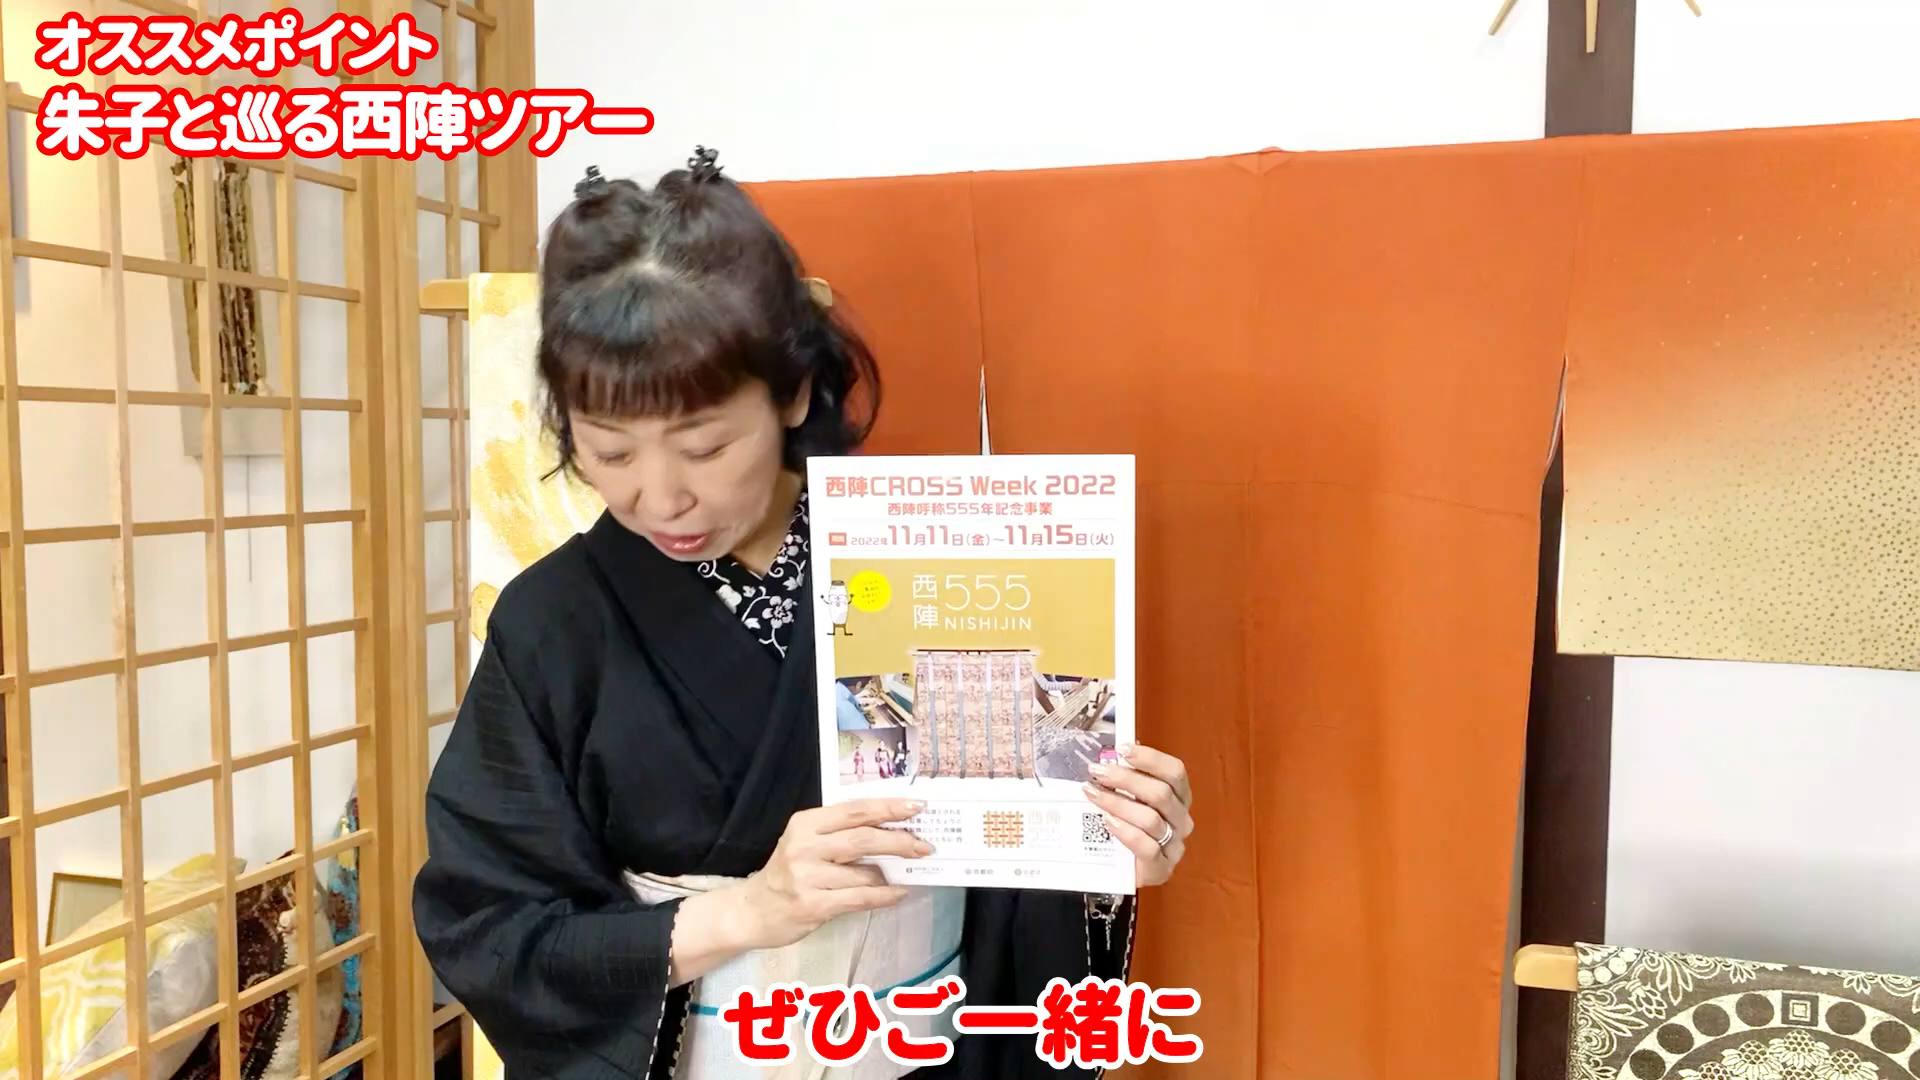 オススメポイント
朱子と巡る西陣ツアー
西陣CROSS Week 2022
西陣呼称555年記念事業
2022年11月11日(金)~11月15日(火)
西陣555
NISHIJIN
ぜひご一緒に